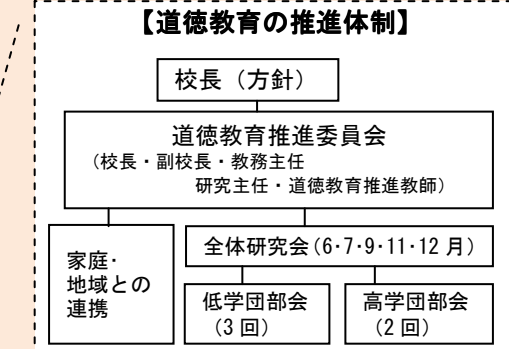 【道徳教育の推進体制】
校長（方針）
道徳教育推進委員会
（校長・副校長・教務主任
研究主任・道徳教育推進教師）
家庭・
地域との
連携
全体研究会（6・7・9・11・12 月）
低学団部会
（3 回）
高学団部会
（2 回）